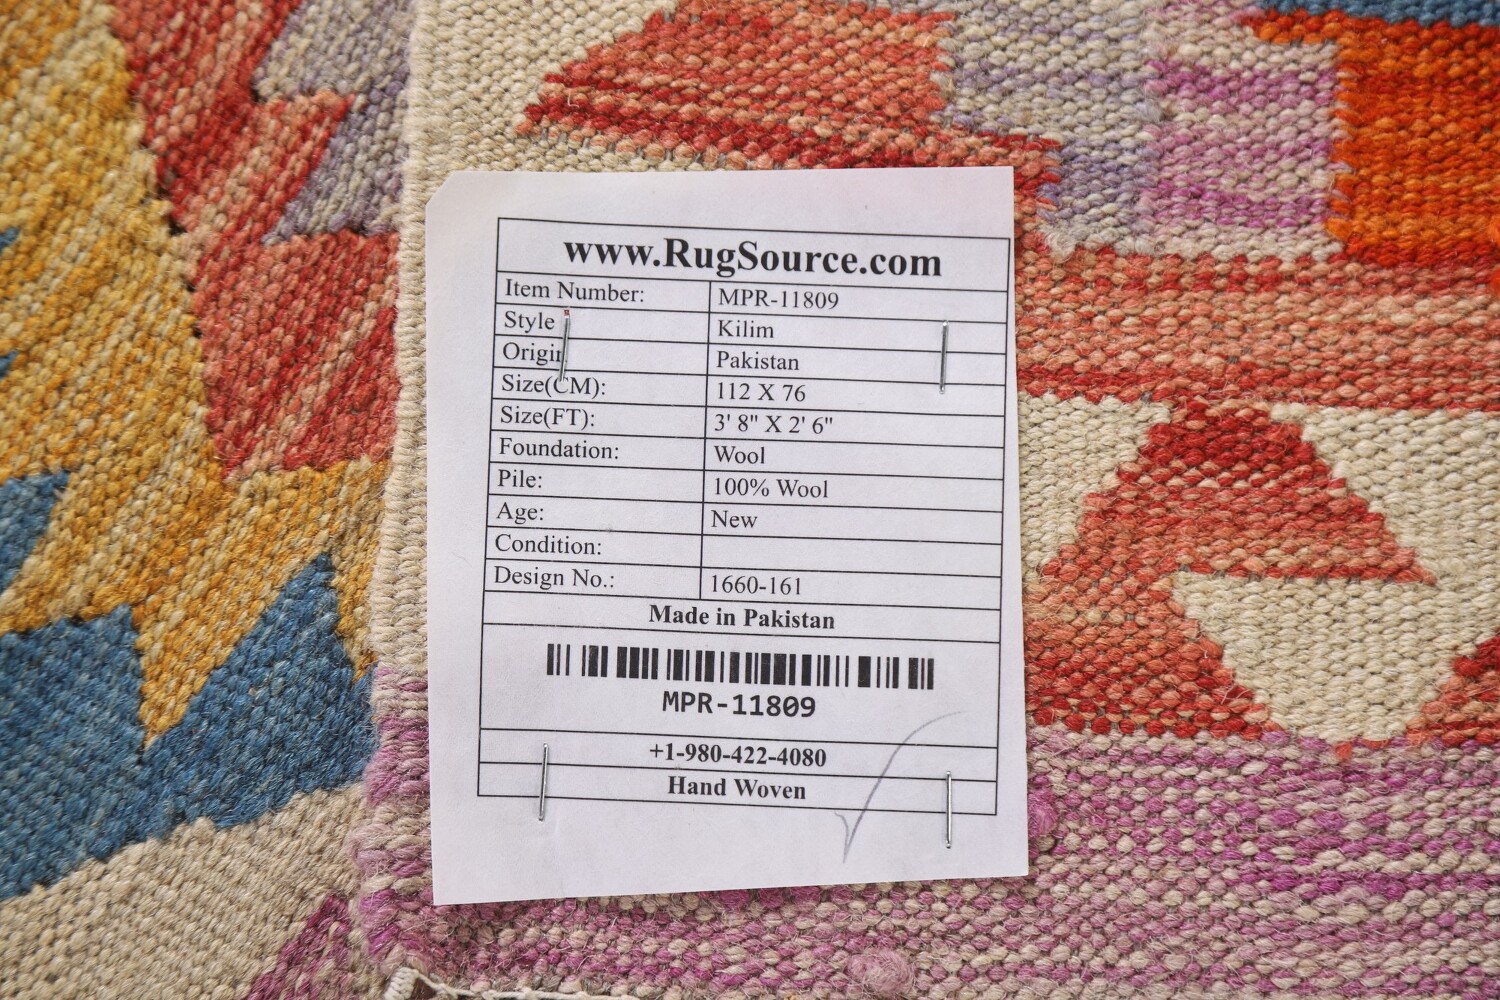 www.RugSource.com
Item Number: MPR-11809
Style Kilim
Origin Pakistan
Size(CM): 112 X 76
Size(FT): 3' 8" X 2' 6"
Foundation: Wool
Pile: 100% Wool
Age: New
Condition:
Design No.: 1660-161
Made in Pakistan
MPR-11809
+1-980-422-4080
Hand Woven